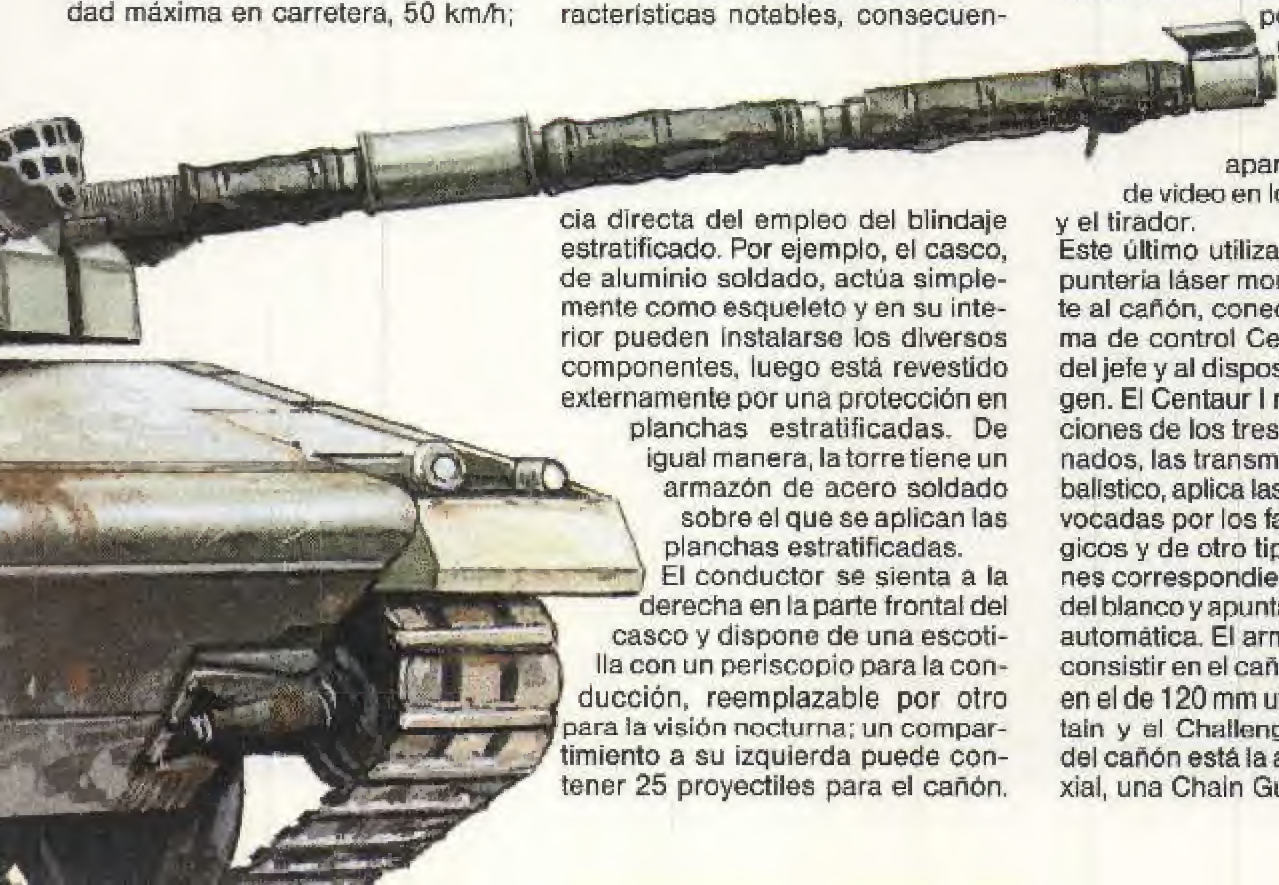 dad máxima en carretera, 50 km/h;
racterísticas notables, consecuen-
cia directa del empleo del blindaje
estratificado. Por ejemplo, el casco,
de aluminio soldado, actúa simple-
mente como esqueleto y en su inte-
rior pueden instalarse los diversos
componentes, luego está revestido
externamente por una protección en
planchas estratificadas. De
igual manera, la torre tiene un
armazón de acero soldado
sobre el que se aplican las
planchas estratificadas.
El conductor se sienta a la
derecha en la parte frontal del
casco y dispone de una escoti-
lla con un periscopio para la con-
ducción, reemplazable por otro
para la visión nocturna; un compar-
timiento a su izquierda puede con-
tener 25 proyectiles para el cañón.
apar
de video en lo
y el tirador.
Este último utiliza
puntería láser mon
te al cañón, conec
ma de control Ce
del jefe y al dispos
gen. El Centaur I r
ciones de los tres
nados, las transm
balístico, aplica las
vocadas por los fa
gicos y de otro tip
nes correspondie
del blanco y apunta
automática. El arm
consistir en el cañ
en el de 120 mm u
tain y el Challeng
del cañón está la a
xial, una Chain Gu